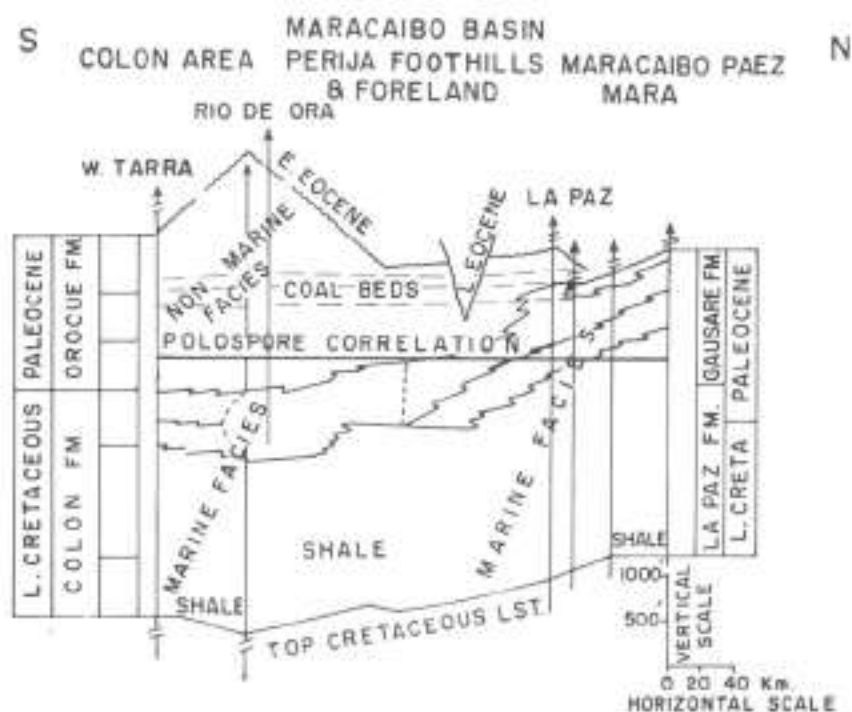 S
MARACAIBO BASIN
N
COLON AREA
PERIJA FOOTHILLS
& FORELAND
MARACAIBO PAEZ
MARA
RIO DE ORA
W. TARRA
E. EOCENE
LA PAZ
L EOCENE
NON MARINE
FACIES
COAL BEDS
POLOSPORE CORRELATION
PALEOCENE
OROCUE FM.
L. CRETACEOUS
COLON FM.
GAUSARE FM.
PALEOCENE
LA PAZ FM.
L. CRETA
MARINE FACIES
MARINE FACIES
SHALE
SHALE
SHALE
TOP CRETACEOUS LST.
1000'
500'
VERTICAL
SCALE
0 20 40 Km.
HORIZONTAL SCALE